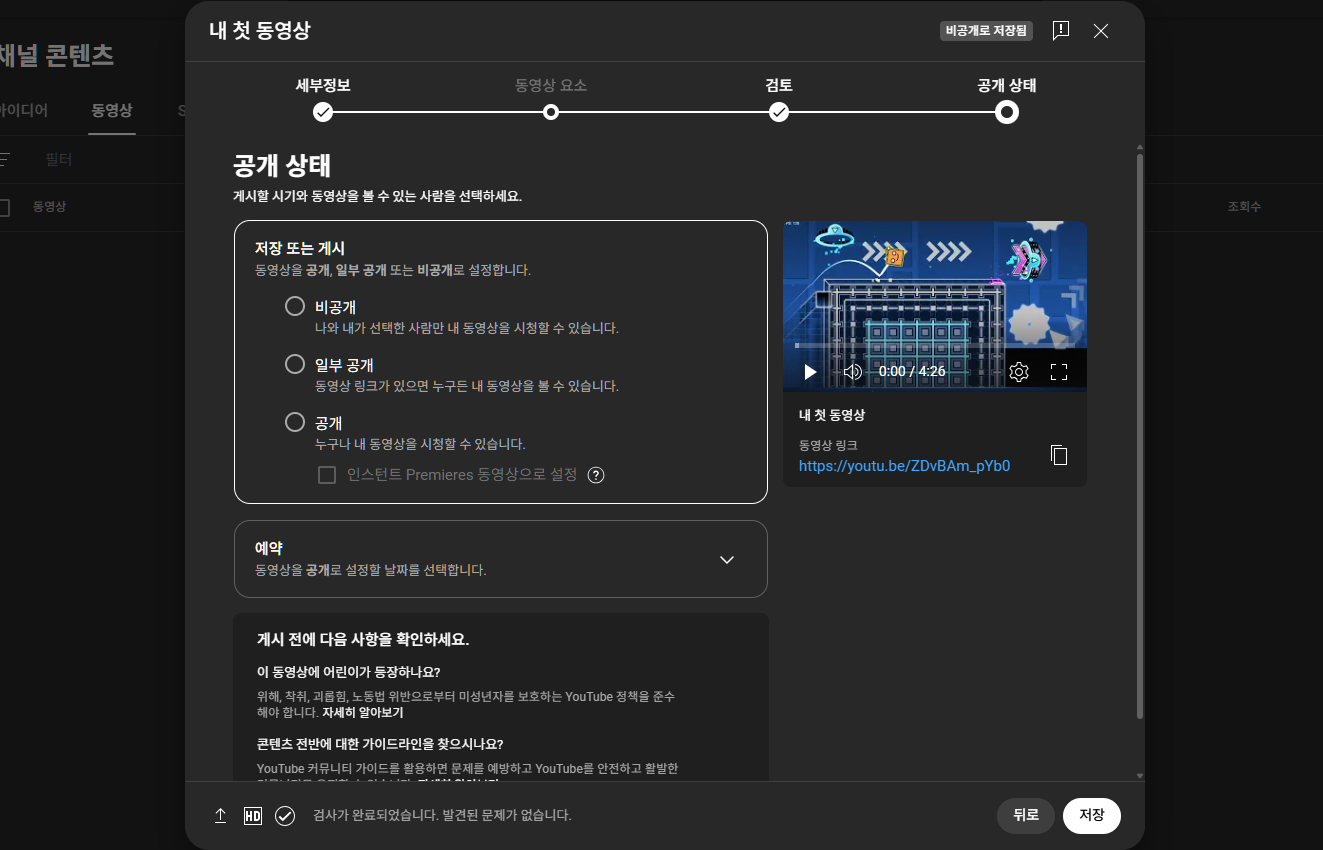 내 첫 동영상
비공개로 저장됨
채널 콘텐츠
아이디어
동영상
S
필터
동영상
조회수
세부정보
동영상 요소
검토
공개 상태
공개 상태
게시할 시기와 동영상을 볼 수 있는 사람을 선택하세요.
저장 또는 게시
동영상을 공개, 일부 공개 또는 비공개로 설정합니다.
비공개
나와 내가 선택한 사람만 내 동영상을 시청할 수 있습니다.
일부 공개
동영상 링크가 있으면 누구든 내 동영상을 볼 수 있습니다.
공개
누구나 내 동영상을 시청할 수 있습니다.
인스턴트 Premieres 동영상으로 설정
예약
동영상을 공개로 설정할 날짜를 선택합니다.
게시 전에 다음 사항을 확인하세요.
이 동영상에 어린이가 등장하나요?
위해, 착취, 괴롭힘, 노동법 위반으로부터 미성년자를 보호하는 YouTube 정책을 준수
해야 합니다. 자세히 알아보기
콘텐츠 전반에 대한 가이드라인을 찾으시나요?
YouTube 커뮤니티 가이드를 활용하면 문제를 예방하고 YouTube를 안전하고 활발한
0:00 / 4:26
내 첫 동영상
동영상 링크
https://youtu.be/ZDvBAm_pYb0
HD
검사가 완료되었습니다. 발견된 문제가 없습니다.
뒤로
저장